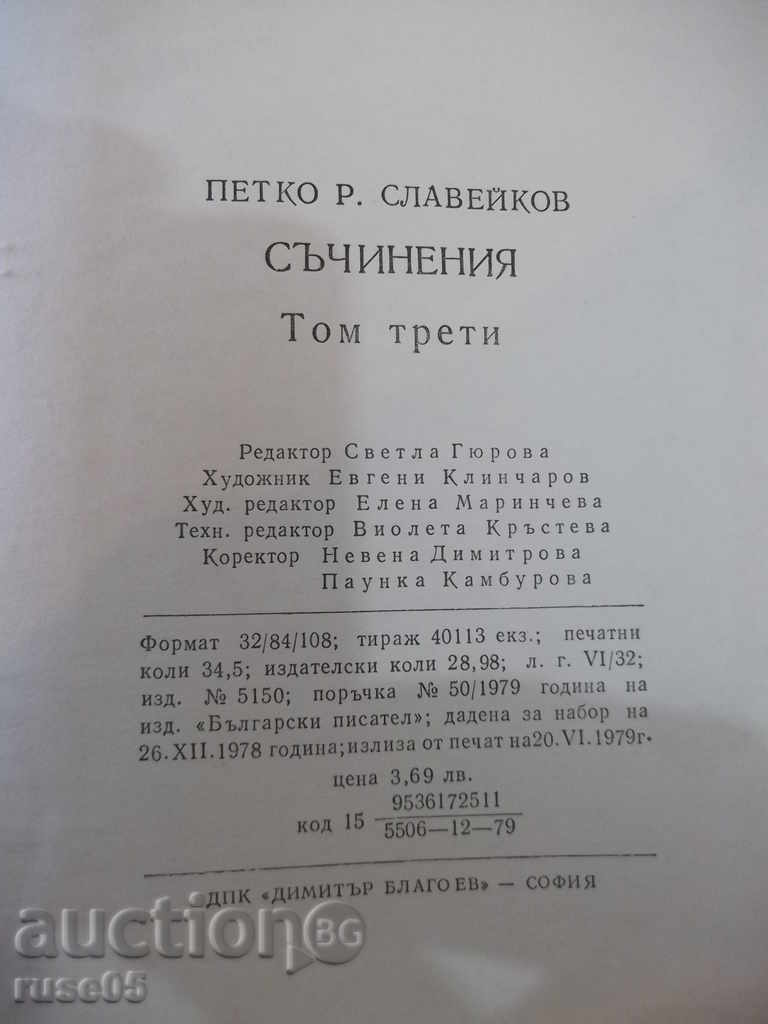 ПЕТКО Р. СЛАВЕЙКОВ
СЪЧИНЕНИЯ
Том трети
Редактор Светла Гюрова
Художник Евгени Клинчаров
Худ. редактор Елена Маринчева
Техн. редактор Виолета Кръстева
Коректор Невена Димитрова
Паунка Камбурова
Формат 32/84/108; тираж 40113 екз.; печатни
коли 34,5; издателски коли 28,98; л. г. VI/32;
изд. № 5150; поръчка № 50/1979 година на
изд. «Български писател»; дадена за набор на
26.XII.1978 година; излиза от печат на 20.VI.1979г.
цена 3,69 лв.
код 15 9536172511
5506—12—79
ДПК «ДИМИТЪР БЛАГОЕВ» — СОФИЯ
auction BG
ruse05